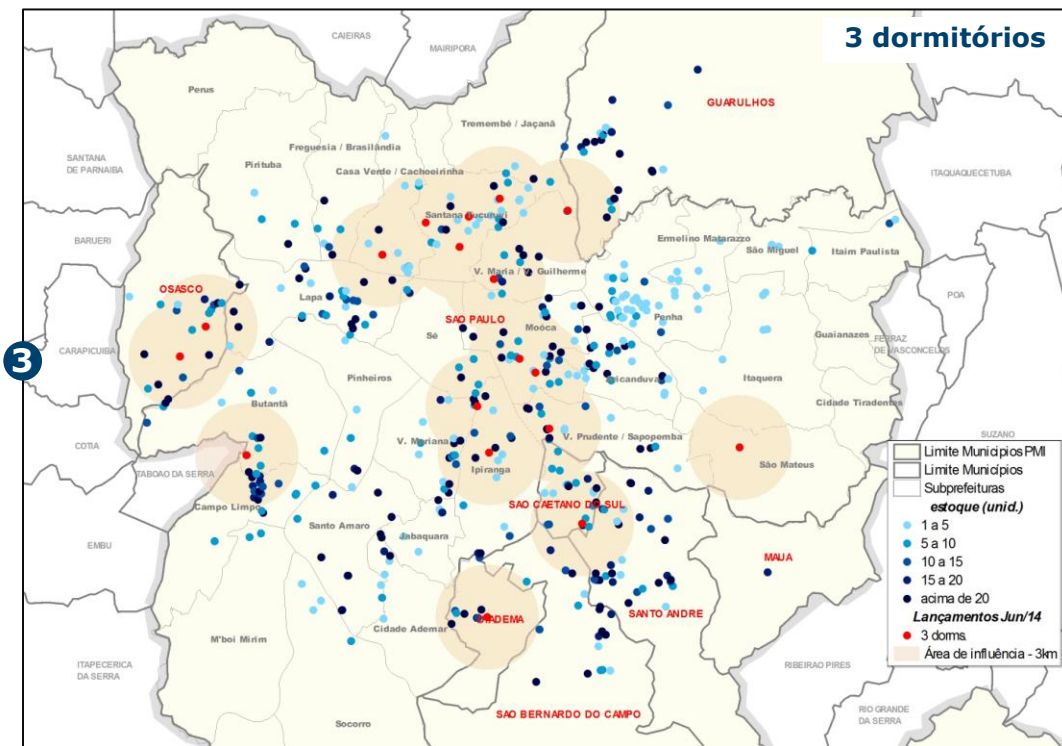 3 dormitórios
CAIEIRAS
MAIRIPORA
Perus
GUARULHOS
Tremembé / Jaçanã
Freguesia / Brasilândia
Pirituba
Casa Verde / Cachoeirinha
SANTANA
DE PARNAIBA
ITAQUAQUECETUBA
Santana Tucuruvi
BARUERI
Ermelino Matarazzo
São Miguel
Itaim Paulista
V. Maria / V. Guilherme
OSASCO
Lapa
POA
SAO PAULO
Penha
Moóca
Sé
Guaianazes
FERRAZ
DE VASCONCELOS
3
CARAPICUIBA
Pinheiros
Aricanduva
Itaquera
Butantã
Cidade Tiradentes
COTIA
V. Mariana
V. Prudente / Sapopemba
SUZANO
Ipiranga
São Mateus
TABOAO DA SERRA
Campo Limpo
SAO CAETANO DO SUL
Santo Amaro
Jabaquara
EMBU
MAUA
SANTO ANDRE
DIADEMA
Cidade Ademar
M'boi Mirim
ITAPECERICA
DA SERRA
RIBEIRAO PIRES
SAO BERNARDO DO CAMPO
Socorro
RIO GRANDE
DA SERRA
Limite Municipios PMI
Limite Municípios
Subprefeituras
estoque (unid.)
1 a 5
5 a 10
10 a 15
15 a 20
acima de 20
Lançamentos Jun/14
3 dorms.
Área de influência - 3km